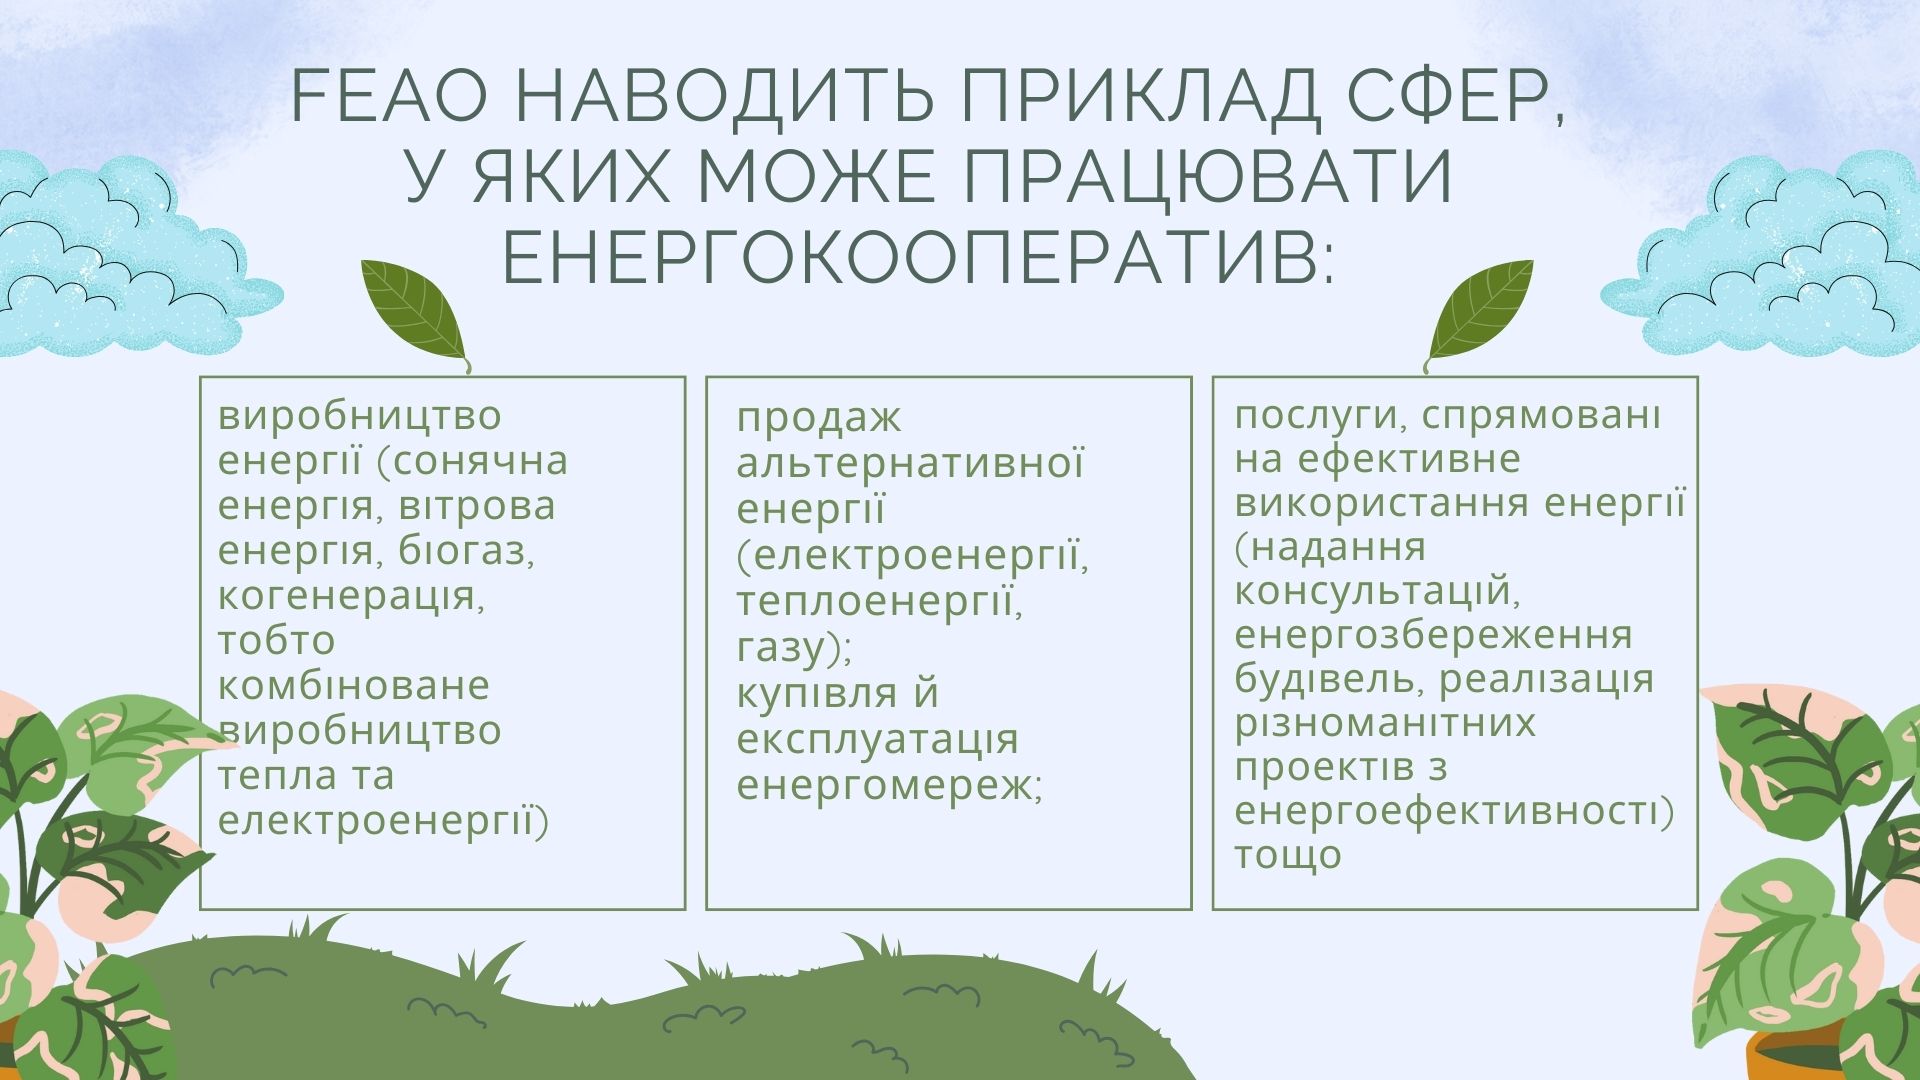 FEAO НАВОДИТЬ ПРИКЛАД СФЕР,
У ЯКИХ МОЖЕ ПРАЦЮВАТИ
ЕНЕРГОКООПЕРАТИВ:
виробництво
енергії (сонячна
енергія, вітрова
енергія, біогаз,
когенерація,
тобто
комбіноване
виробництво
тепла та
електроенергії)
продаж
альтернативної
енергії
(електроенергії,
теплоенергії,
газу);
купівля й
експлуатація
енергомереж;
послуги, спрямовані
на ефективне
використання енергії
(надання
консультацій,
енергозбереження
будівель, реалізація
різноманітних
проектів з
енергоефективності)
тощо